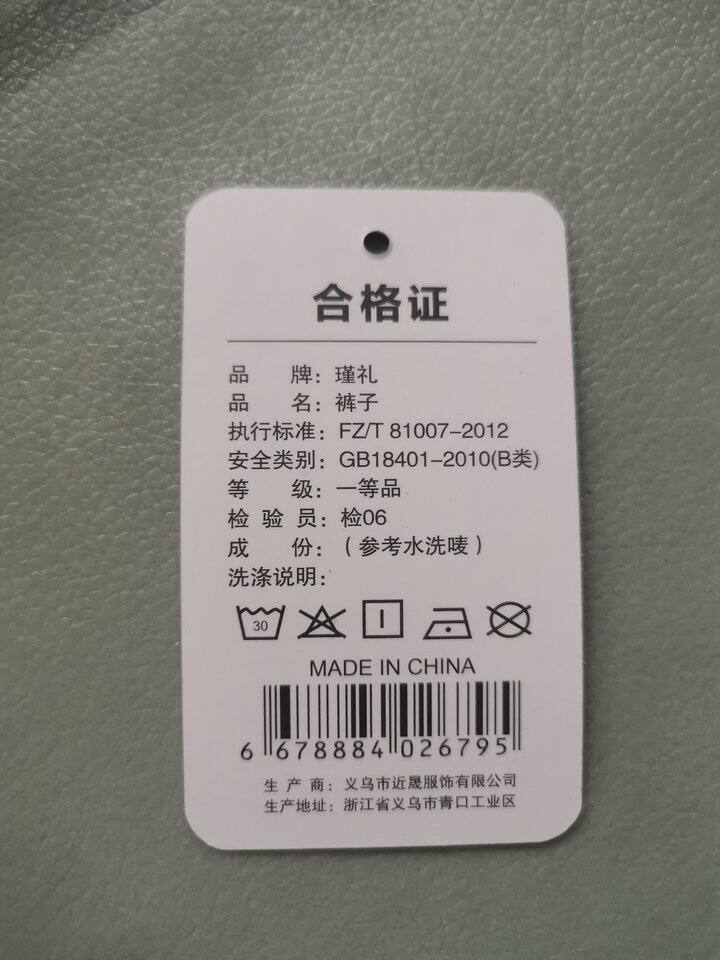 合格证
品 牌：瑾礼
品 名：裤子
执行标准：FZ/T 81007-2012
安全类别：GB18401-2010(B类)
等 级：一等品
检 验 员：检06
成 份：（参考水洗唛）
洗涤说明：
30
MADE IN CHINA
6 678884 026795
生 产 商：义乌市近晟服饰有限公司
生产地址：浙江省义乌市青口工业区